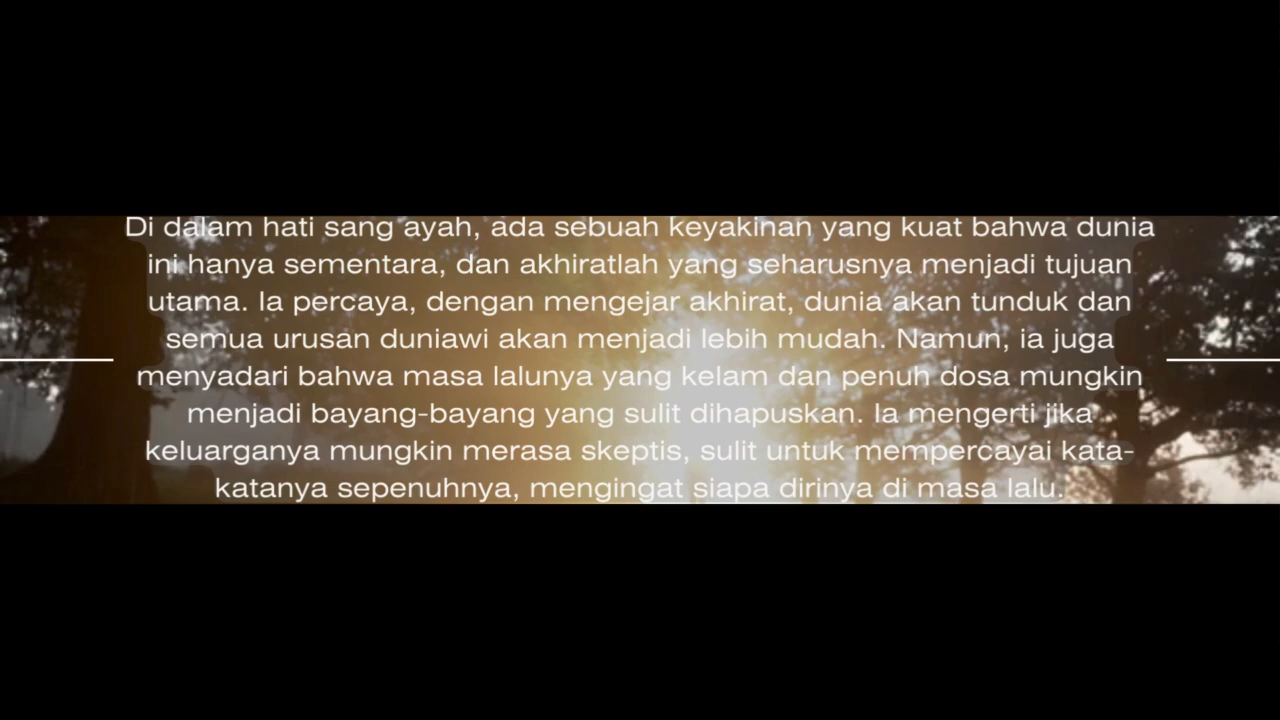 Di dalam hati sang ayah, ada sebuah keyakinan yang kuat bahwa dunia
ini hanya sementara, dan akhiratlah yang seharusnya menjadi tujuan
utama. Ia percaya, dengan mengejar akhirat, dunia akan tunduk dan
semua urusan duniawi akan menjadi lebih mudah. Namun, ia juga
menyadari bahwa masa lalunya yang kelam dan penuh dosa mungkin
menjadi bayang-bayang yang sulit dihapuskan. Ia mengerti jika
keluarganya mungkin merasa skeptis, sulit untuk mempercayai kata-
katanya sepenuhnya, mengingat siapa dirinya di masa lalu.